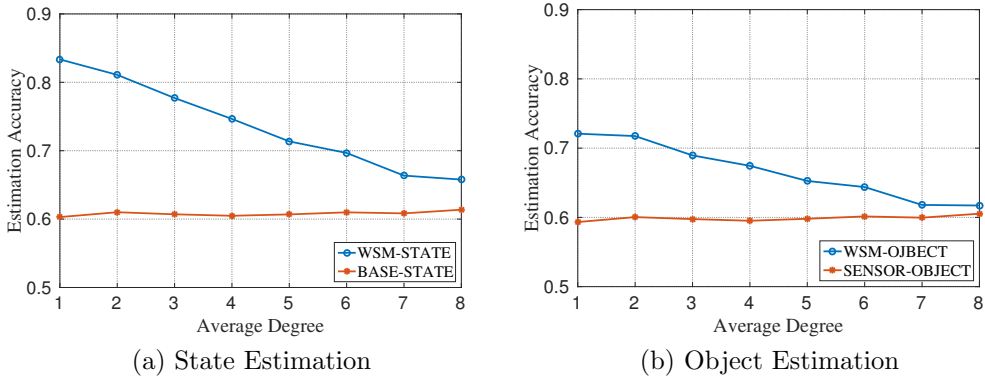 0.9
0.8
0.7
0.6
0.5
Estimation Accuracy
WSM-STATE
BASE-STATE
1 2 3 4 5 6 7 8
Average Degree
(a) State Estimation
0.9
0.8
0.7
0.6
0.5
Estimation Accuracy
WSM-OJBECT
SENSOR-OBJECT
1 2 3 4 5 6 7 8
Average Degree
(b) Object Estimation